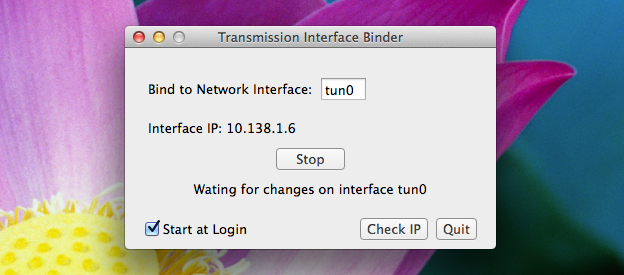 Transmission Interface Binder
Bind to Network Interface: tun0
Interface IP: 10.138.1.6
Stop
Wating for changes on interface tun0
Start at Login
Check IP
Quit